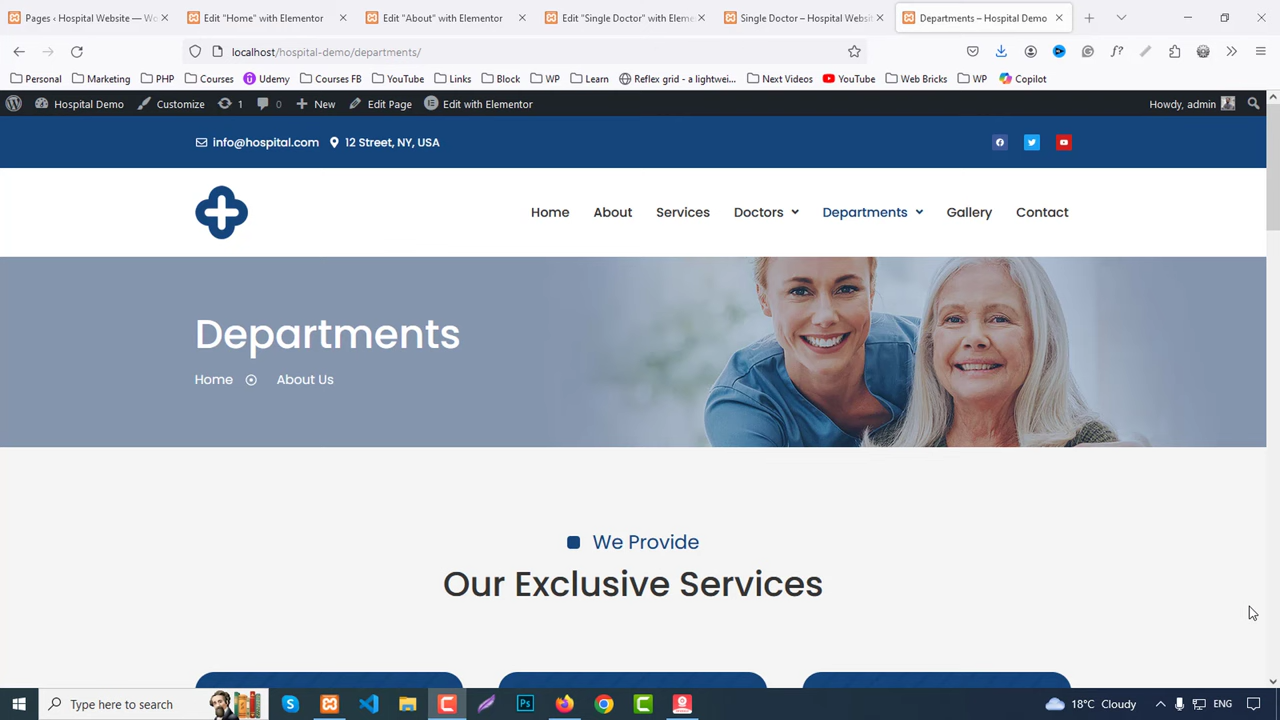 Pages ‹ Hospital Website — Wo
Edit "Home" with Elementor
Edit "About" with Elementor
Edit "Single Doctor" with Eleme
Single Doctor – Hospital Websit
Departments – Hospital Demo
localhost/hospital-demo/departments/
Personal Marketing PHP Courses Udemy Courses FB YouTube Links Block WP Learn Reflex grid - a lightwei... Next Videos YouTube Web Bricks WP Copilot
Hospital Demo Customize 1 0 New Edit Page Edit with Elementor Howdy, admin
info@hospital.com 12 Street, NY, USA
Home About Services Doctors Departments Gallery Contact
Departments
Home About Us
We Provide
Our Exclusive Services
Type here to search 18°C Cloudy ENG